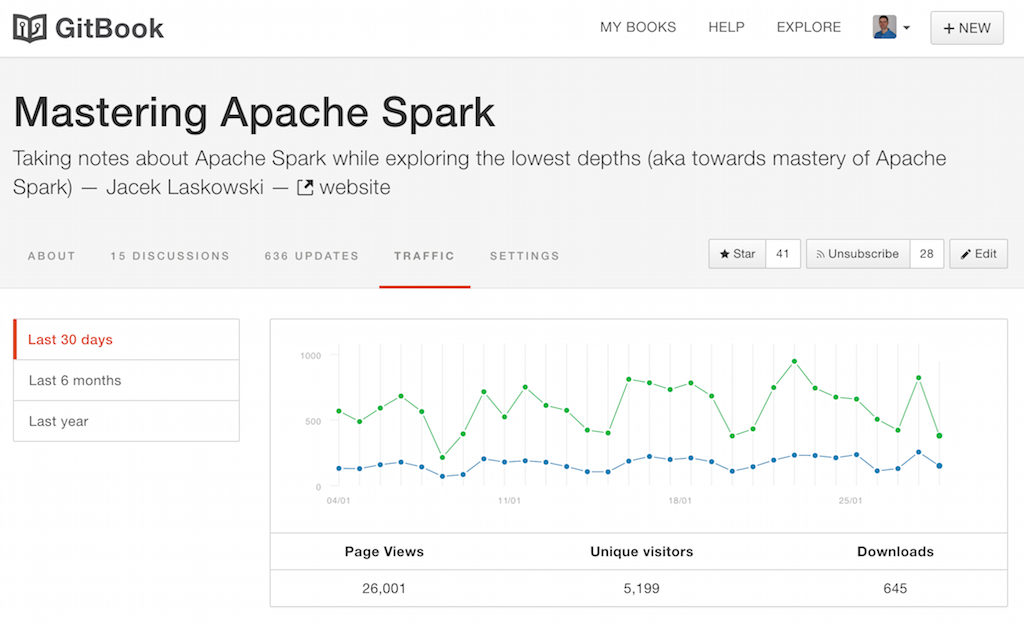 GitBook
MY BOOKS HELP EXPLORE + NEW
Mastering Apache Spark
Taking notes about Apache Spark while exploring the lowest depths (aka towards mastery of Apache
Spark) — Jacek Laskowski — website
ABOUT 15 DISCUSSIONS 636 UPDATES TRAFFIC SETTINGS Star 41 Unsubscribe 28 Edit
Last 30 days
Last 6 months
Last year
1000
500
0
04/01 11/01 18/01 25/01
Page Views Unique visitors Downloads
26,001 5,199 645